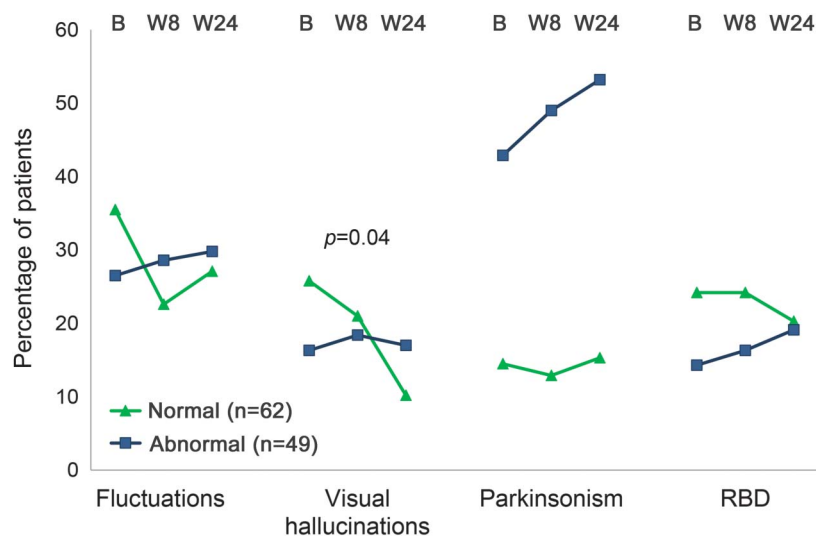 B W8 W24 B W8 W24 B W8 W24 B W8 W24
60
50
40
30
20
10
0
Percentage of patients
p=0.04
Normal (n=62)
Abnormal (n=49)
Fluctuations
Visual
hallucinations
Parkinsonism
RBD